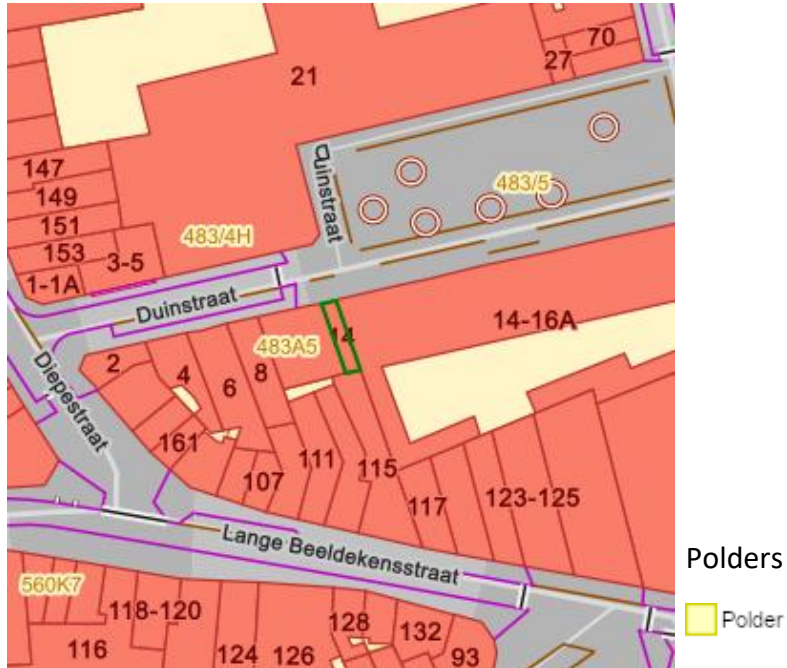 21
27
70
Duinstraat
483/5
147
149
151
153
1-1A
3-5
483/4H
Duinstraat
14-16A
14
483A5
2
4
6
8
Diepestraat
161
107
111
115
117
123-125
Lange Beeldekensstraat
560K7
118-120
116
124
126
128
132
93
Polders
Polder